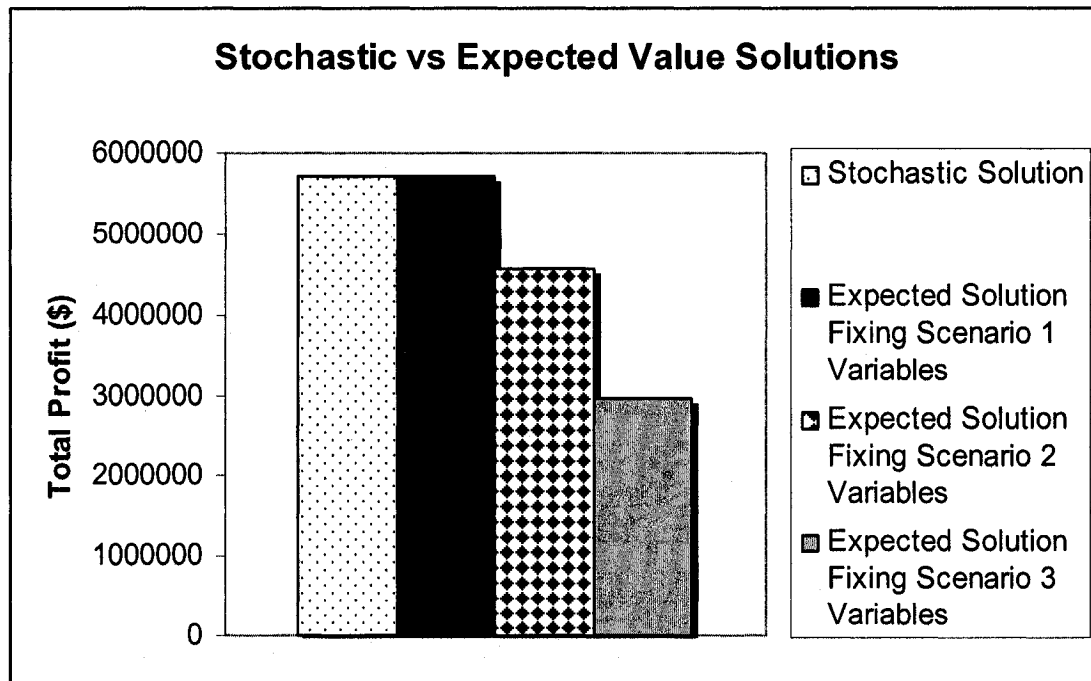 Stochastic vs Expected Value Solutions
6000000
5000000
4000000
3000000
2000000
1000000
0
Total Profit ($)
Stochastic Solution
Expected Solution
Fixing Scenario 1
Variables
Expected Solution
Fixing Scenario 2
Variables
Expected Solution
Fixing Scenario 3
Variables